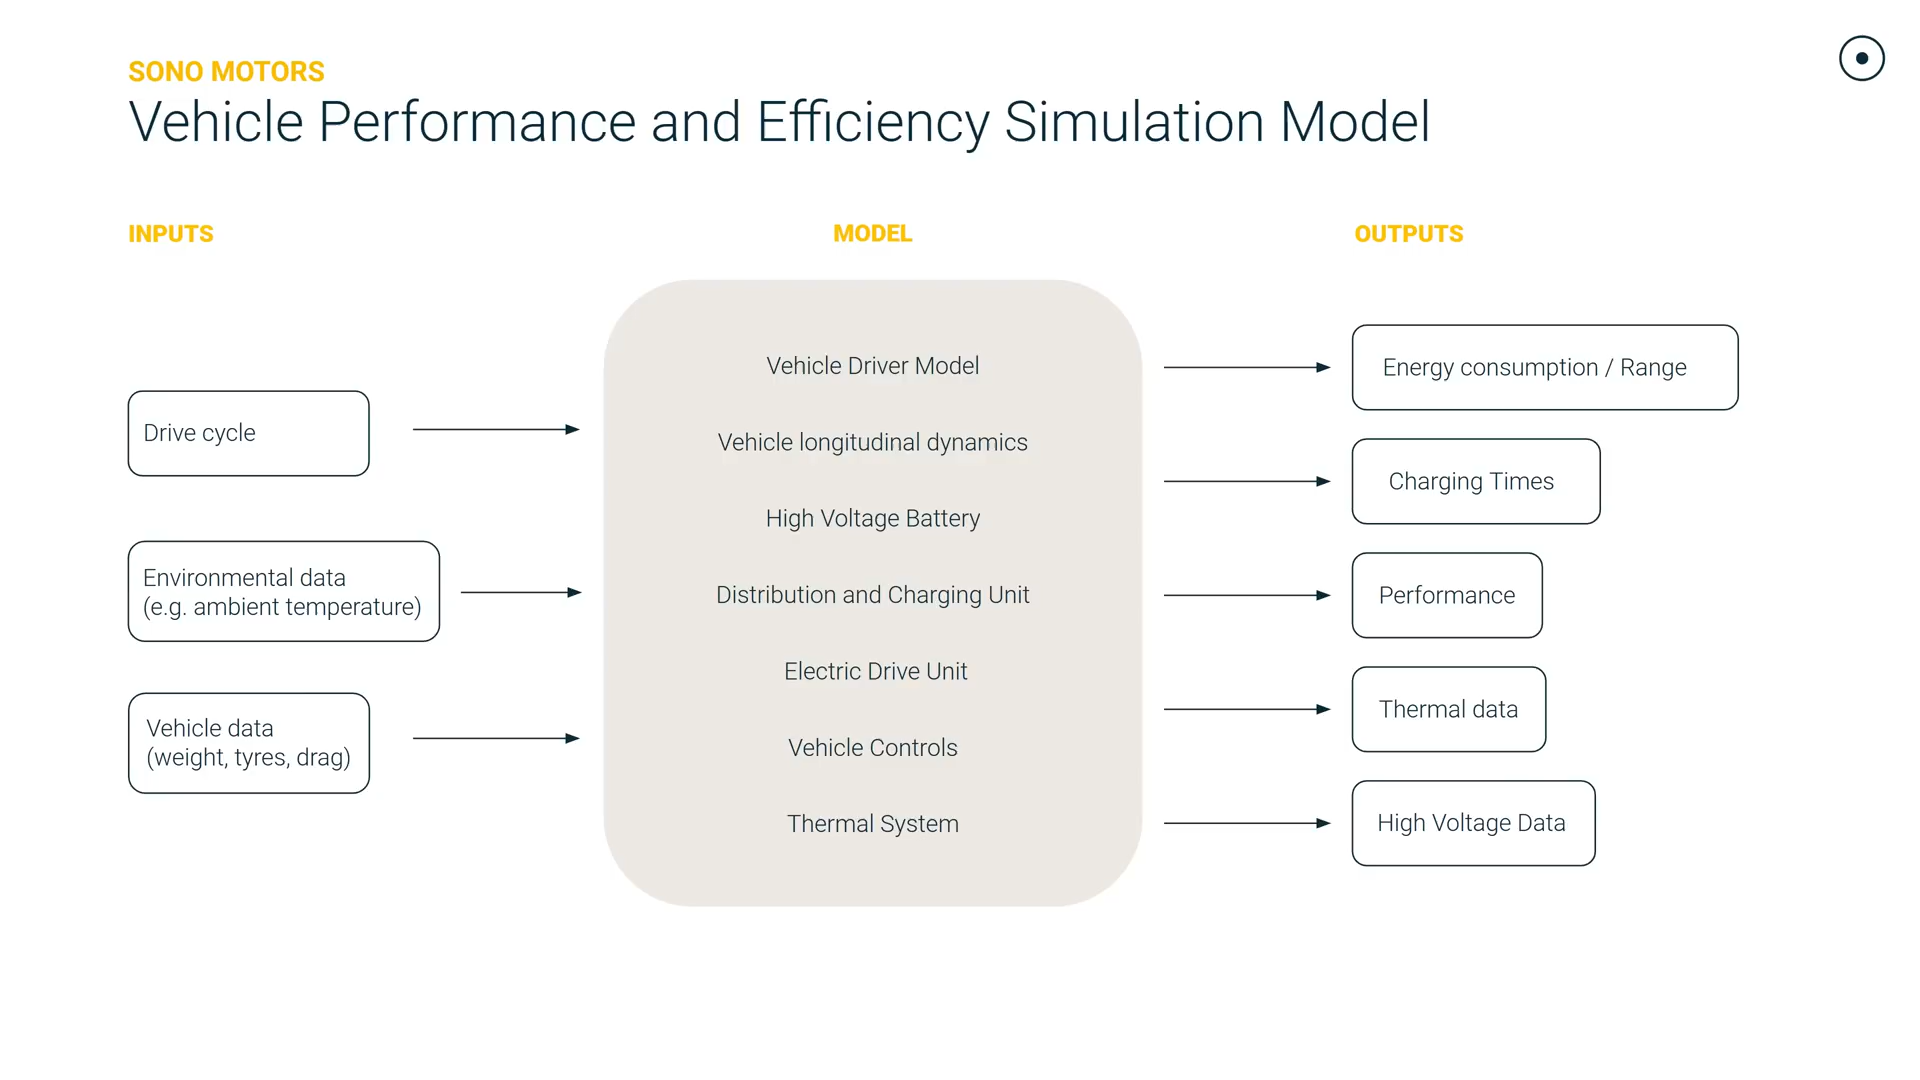 SONO MOTORS
Vehicle Performance and Efficiency Simulation Model
INPUTS
Drive cycle
Environmental data
(e.g. ambient temperature)
Vehicle data
(weight, tyres, drag)
MODEL
Vehicle Driver Model
Vehicle longitudinal dynamics
High Voltage Battery
Distribution and Charging Unit
Electric Drive Unit
Vehicle Controls
Thermal System
OUTPUTS
Energy consumption / Range
Charging Times
Performance
Thermal data
High Voltage Data